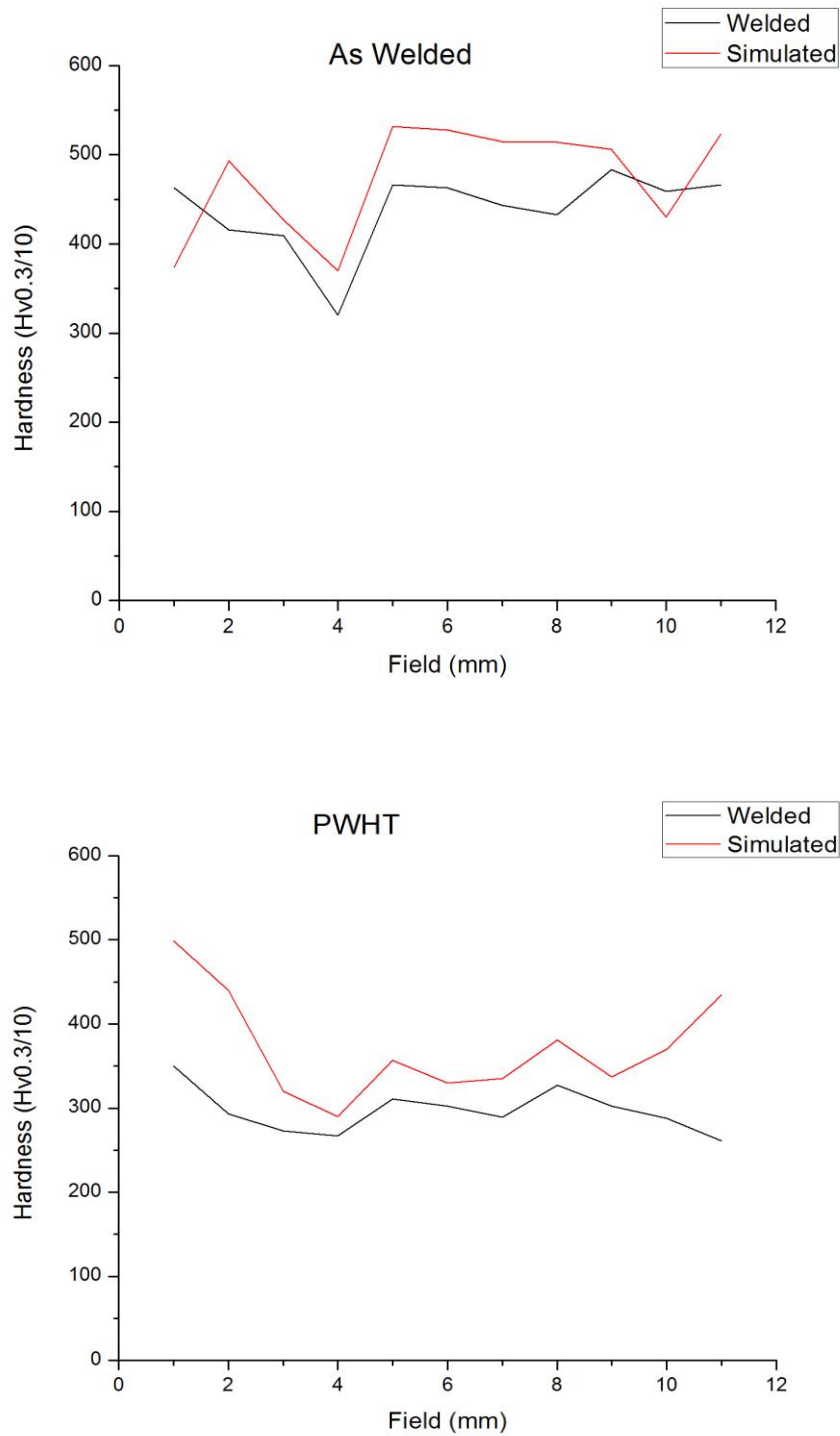 Welded
Simulated
As Welded
600
500
400
300
200
100
0
Hardness (Hv0.3/10)
0 2 4 6 8 10 12
Field (mm)
Welded
Simulated
PWHT
600
500
400
300
200
100
0
Hardness (Hv0.3/10)
0 2 4 6 8 10 12
Field (mm)